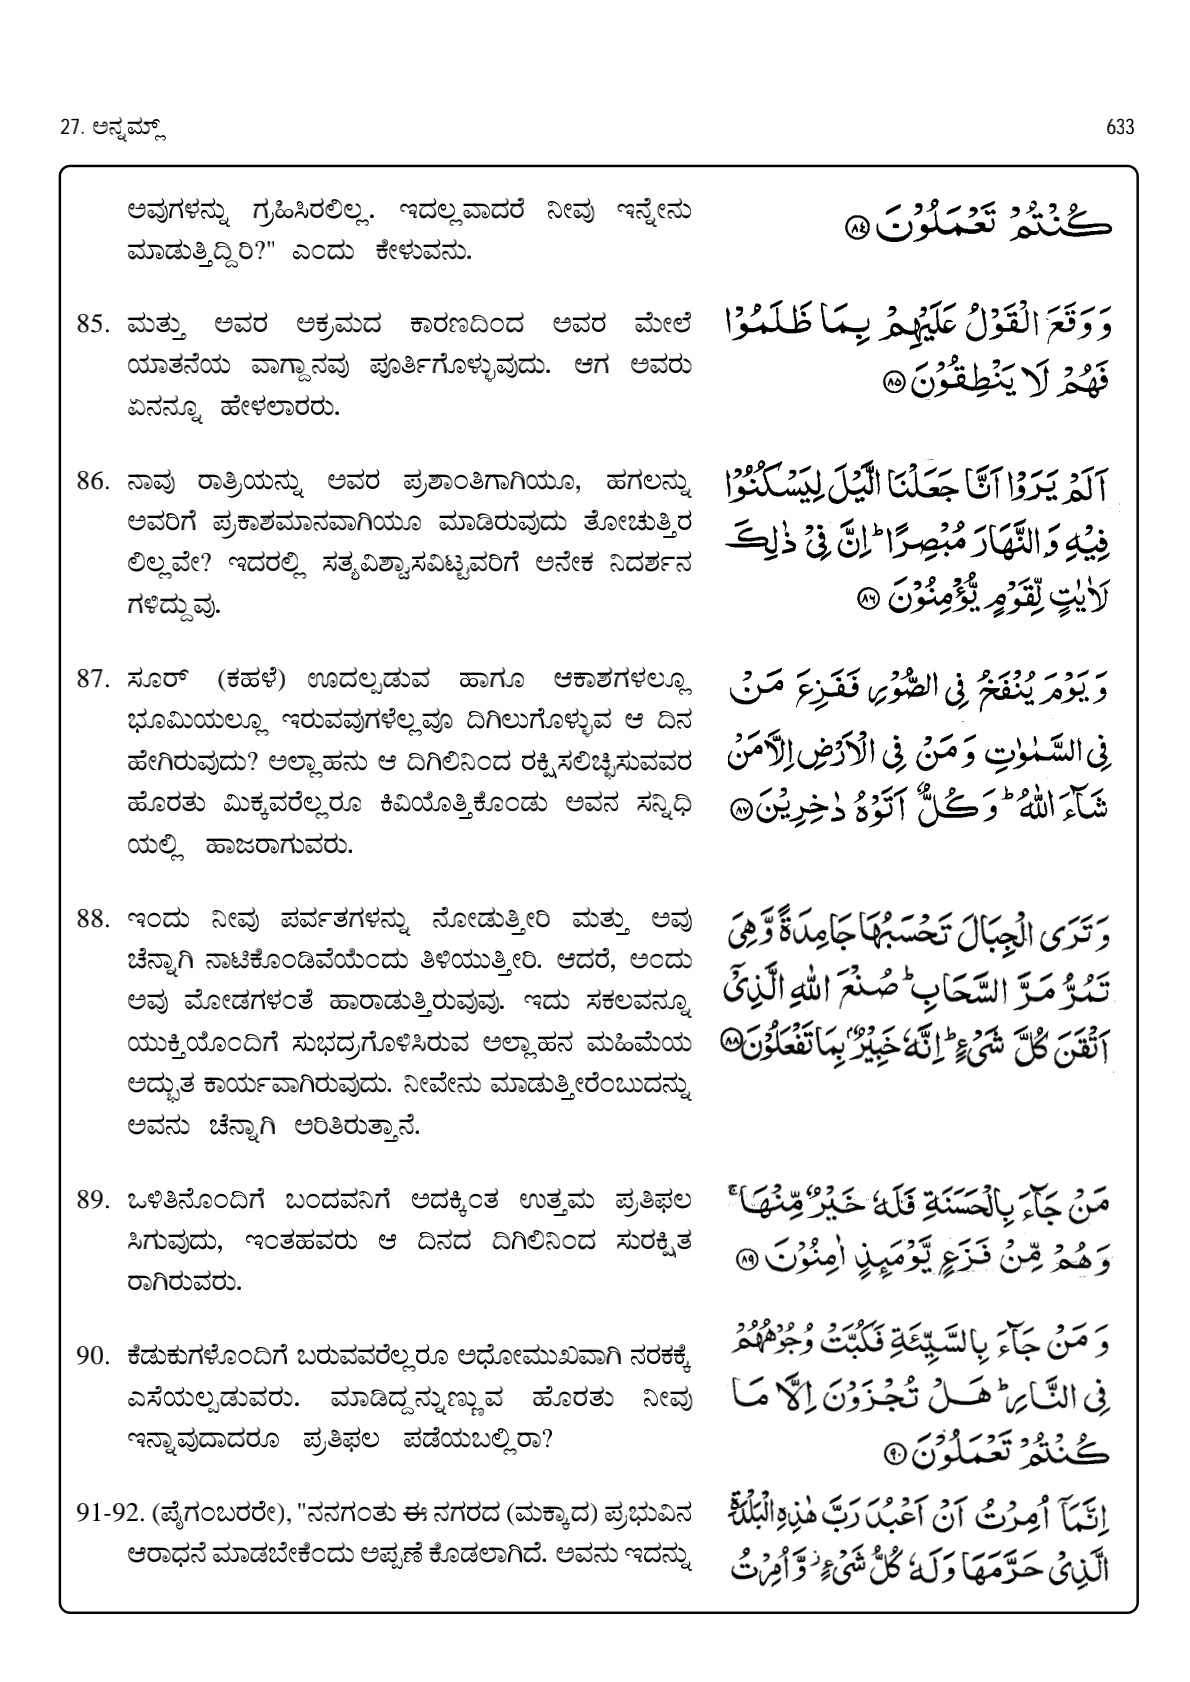 27. ಅನ್ನಮ್ಲ್
633
ಅವುಗಳನ್ನು ಗ್ರಹಿಸಿರಲಿಲ್ಲ. ಇದಲ್ಲವಾದರೆ ನೀವು ಇನ್ನೇನು
ಮಾಡುತ್ತಿದ್ದಿರಿ?" ಎಂದು ಕೇಳುವನು.
كُنْتُمْ تَعْمَلُوْنَ ۝٨٤
85. ಮತ್ತು ಅವರ ಅಕ್ರಮದ ಕಾರಣದಿಂದ ಅವರ ಮೇಲೆ
ಯಾತನೆಯ ವಾಗ್ದಾನವು ಪೂರ್ತಿಗೊಳ್ಳುವುದು. ಆಗ ಅವರು
ಏನನ್ನೂ ಹೇಳಲಾರರು.
وَوَقَعَ الْقَوْلُ عَلَيْهِمْ بِمَا ظَلَمُوْا
فَهُمْ لَا يَنْطِقُوْنَ ۝٨٥
86. ನಾವು ರಾತ್ರಿಯನ್ನು ಅವರ ಪ್ರಶಾಂತಿಗಾಗಿಯೂ, ಹಗಲನ್ನು
ಅವರಿಗೆ ಪ್ರಕಾಶಮಾನವಾಗಿಯೂ ಮಾಡಿರುವುದು ತೋಚುತ್ತಿರ
ಲಿಲ್ಲವೇ? ಇದರಲ್ಲಿ ಸತ್ಯವಿಶ್ವಾಸವಿಟ್ಟವರಿಗೆ ಅನೇಕ ನಿದರ್ಶನ
ಗಳಿದ್ದುವು.
اَلَمْ يَرَوْا اَنَّا جَعَلْنَا الَّيْلَ لِيَسْكُنُوْا
فِيْهِ وَالنَّهَارَ مُبْصِرًا ؕ اِنَّ فِيْ ذٰلِكَ
لَاٰيٰتٍ لِّقَوْمٍ يُّؤْمِنُوْنَ ۝٨٦
87. ಸೂರ್ (ಕಹಳೆ) ಊದಲ್ಪಡುವ ಹಾಗೂ ಆಕಾಶಗಳಲ್ಲೂ
ಭೂಮಿಯಲ್ಲೂ ಇರುವವುಗಳೆಲ್ಲವೂ ದಿಗಿಲುಗೊಳ್ಳುವ ಆ ದಿನ
ಹೇಗಿರುವುದು? ಅಲ್ಲಾಹನು ಆ ದಿಗಿಲಿನಿಂದ ರಕ್ಷಿಸಲಿಚ್ಛಿಸುವವರ
ಹೊರತು ಮಿಕ್ಕವರೆಲ್ಲರೂ ಕಿವಿಯೊತ್ತಿಕೊಂಡು ಅವನ ಸನ್ನಿಧಿ
ಯಲ್ಲಿ ಹಾಜರಾಗುವರು.
وَيَوْمَ يُنْفَخُ فِي الصُّوْرِ فَفَزِعَ مَنْ
فِي السَّمٰوٰتِ وَمَنْ فِي الْاَرْضِ اِلَّا مَنْ
شَآءَ اللّٰهُ ؕ وَكُلٌّ اَتَوْهُ دٰخِرِيْنَ ۝٨٧
88. ಇಂದು ನೀವು ಪರ್ವತಗಳನ್ನು ನೋಡುತ್ತೀರಿ ಮತ್ತು ಅವು
ಚೆನ್ನಾಗಿ ನಾಟಿಕೊಂಡಿವೆಯೆಂದು ತಿಳಿಯುತ್ತೀರಿ. ಆದರೆ, ಅಂದು
ಅವು ಮೋಡಗಳಂತೆ ಹಾರಾಡುತ್ತಿರುವುವು. ಇದು ಸಕಲವನ್ನೂ
ಯುಕ್ತಿಯೊಂದಿಗೆ ಸುಭದ್ರಗೊಳಿಸಿರುವ ಅಲ್ಲಾಹನ ಮಹಿಮೆಯ
ಅದ್ಭುತ ಕಾರ್ಯವಾಗಿರುವುದು. ನೀವೇನು ಮಾಡುತ್ತೀರೆಂಬುದನ್ನು
ಅವನು ಚೆನ್ನಾಗಿ ಅರಿತಿರುತ್ತಾನೆ.
وَتَرَى الْجِبَالَ تَحْسَبُهَا جَامِدَةً وَّهِيَ
تَمُرُّ مَرَّ السَّحَابِ ؕ صُنْعَ اللّٰهِ الَّذِيْٓ
اَتْقَنَ كُلَّ شَيْءٍ ؕ اِنَّهٗ خَبِيْرٌۢ بِمَا تَفْعَلُوْنَ ۝٨٨
89. ಒಳಿತಿನೊಂದಿಗೆ ಬಂದವನಿಗೆ ಅದಕ್ಕಿಂತ ಉತ್ತಮ ಪ್ರತಿಫಲ
ಸಿಗುವುದು, ಇಂತಹವರು ಆ ದಿನದ ದಿಗಿಲಿನಿಂದ ಸುರಕ್ಷಿತ
ರಾಗಿರುವರು.
مَنْ جَآءَ بِالْحَسَنَةِ فَلَهٗ خَيْرٌ مِّنْهَا ۚ
وَهُمْ مِّنْ فَزَعٍ يَّوْمَئِذٍ اٰمِنُوْنَ ۝٨٩
90. ಕೆಡುಕುಗಳೊಂದಿಗೆ ಬರುವವರೆಲ್ಲರೂ ಅಧೋಮುಖವಾಗಿ ನರಕಕ್ಕೆ
ಎಸೆಯಲ್ಪಡುವರು. ಮಾಡಿದ್ದನ್ನುಣ್ಣುವ ಹೊರತು ನೀವು
ಇನ್ನಾವುದಾದರೂ ಪ್ರತಿಫಲ ಪಡೆಯಬಲ್ಲಿರಾ?
وَمَنْ جَآءَ بِالسَّيِّئَةِ فَكُبَّتْ وُجُوْهُهُمْ
فِي النَّارِ ؕ هَلْ تُجْزَوْنَ اِلَّا مَا
كُنْتُمْ تَعْمَلُوْنَ ۝٩٠
91-92. (ಪೈಗಂಬರರೇ), "ನನಗಂತು ಈ ನಗರದ (ಮಕ್ಕಾದ) ಪ್ರಭುವಿನ
ಆರಾಧನೆ ಮಾಡಬೇಕೆಂದು ಅಪ್ಪಣೆ ಕೊಡಲಾಗಿದೆ. ಅವನು ಇದನ್ನು
اِنَّمَآ اُمِرْتُ اَنْ اَعْبُدَ رَبَّ هٰذِهِ الْبَلْدَةِ
الَّذِيْ حَرَّمَهَا وَلَهٗ كُلُّ شَيْءٍ ؗ وَّاُمِرْتُ